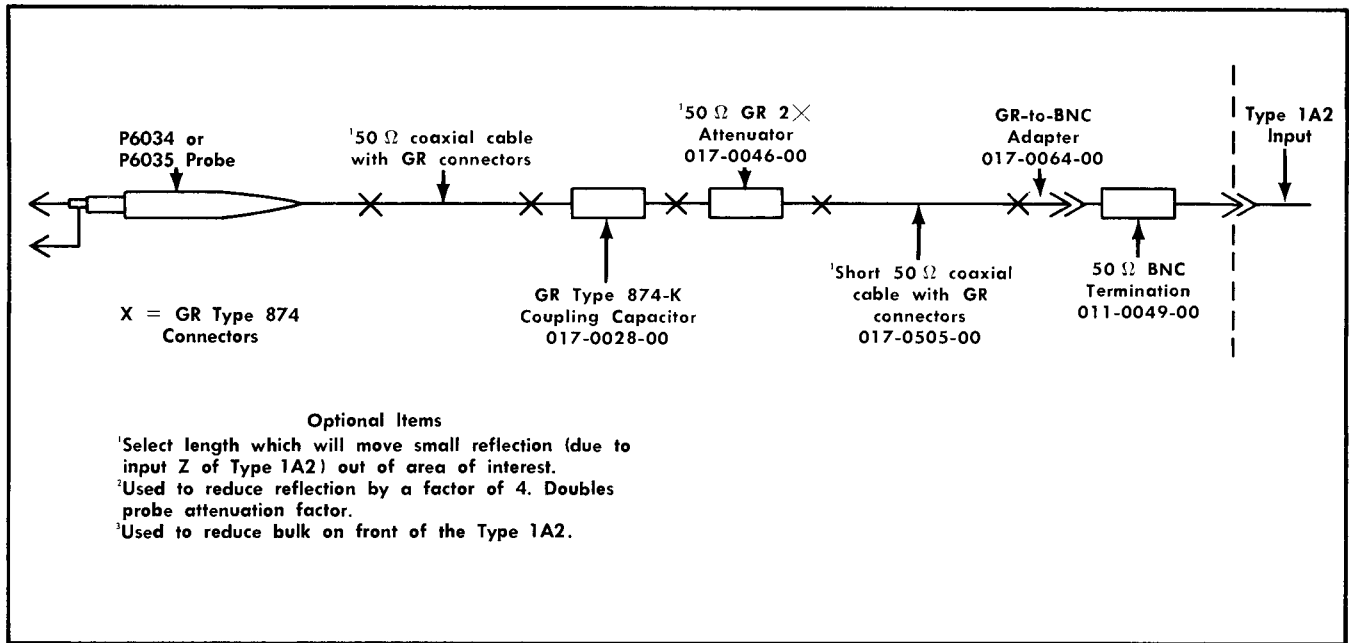 P6034 or
P6035 Probe
¹50 Ω coaxial cable
with GR connectors
¹50 Ω GR 2×
Attenuator
017-0046-00
GR-to-BNC
Adapter
017-0064-00
Type 1A2
Input
X = GR Type 874
Connectors
GR Type 874-K
Coupling Capacitor
017-0028-00
¹Short 50 Ω coaxial
cable with GR
connectors
017-0505-00
50 Ω BNC
Termination
011-0049-00
Optional Items
¹Select length which will move small reflection (due to
input Z of Type 1A2) out of area of interest.
²Used to reduce reflection by a factor of 4. Doubles
probe attenuation factor.
³Used to reduce bulk on front of the Type 1A2.